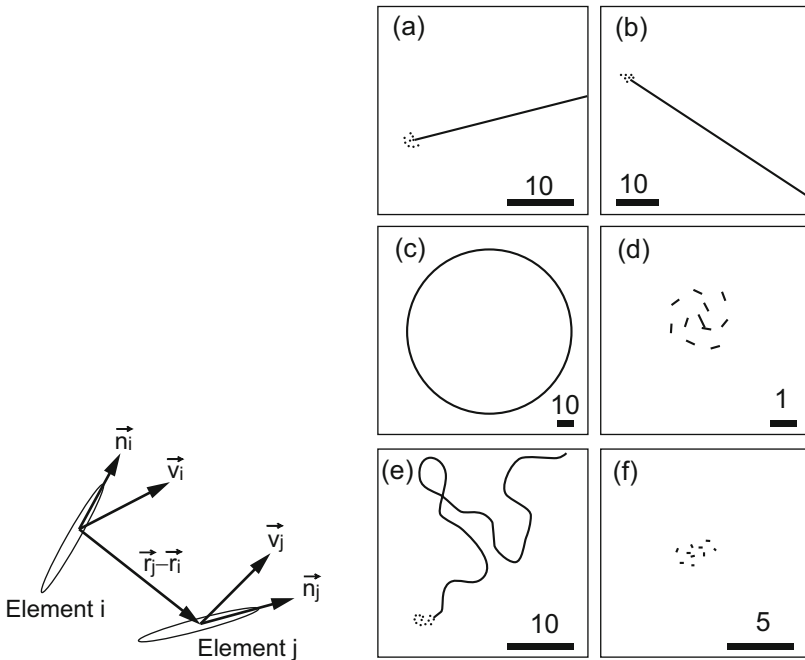 (a)
10
(b)
10
(c)
10
(d)
1
(e)
10
(f)
5
n⃗i
v⃗i
r⃗j–r⃗i
v⃗j
n⃗j
Element i
Element j